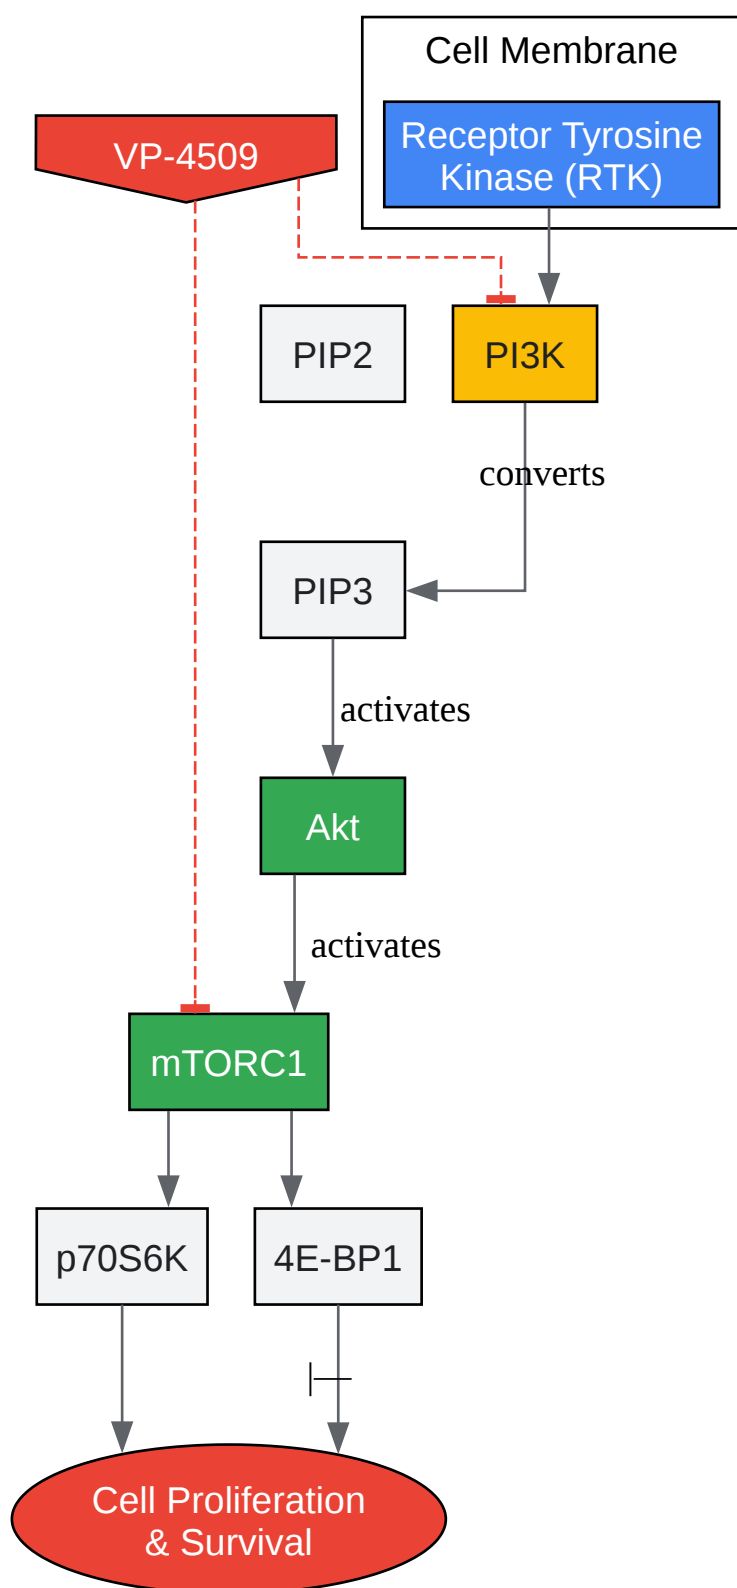 Cell Membrane
Receptor Tyrosine
Kinase (RTK)
VP-4509
PIP2
PI3K
converts
PIP3
activates
Akt
activates
mTORC1
p70S6K
4E-BP1
Cell Proliferation
& Survival